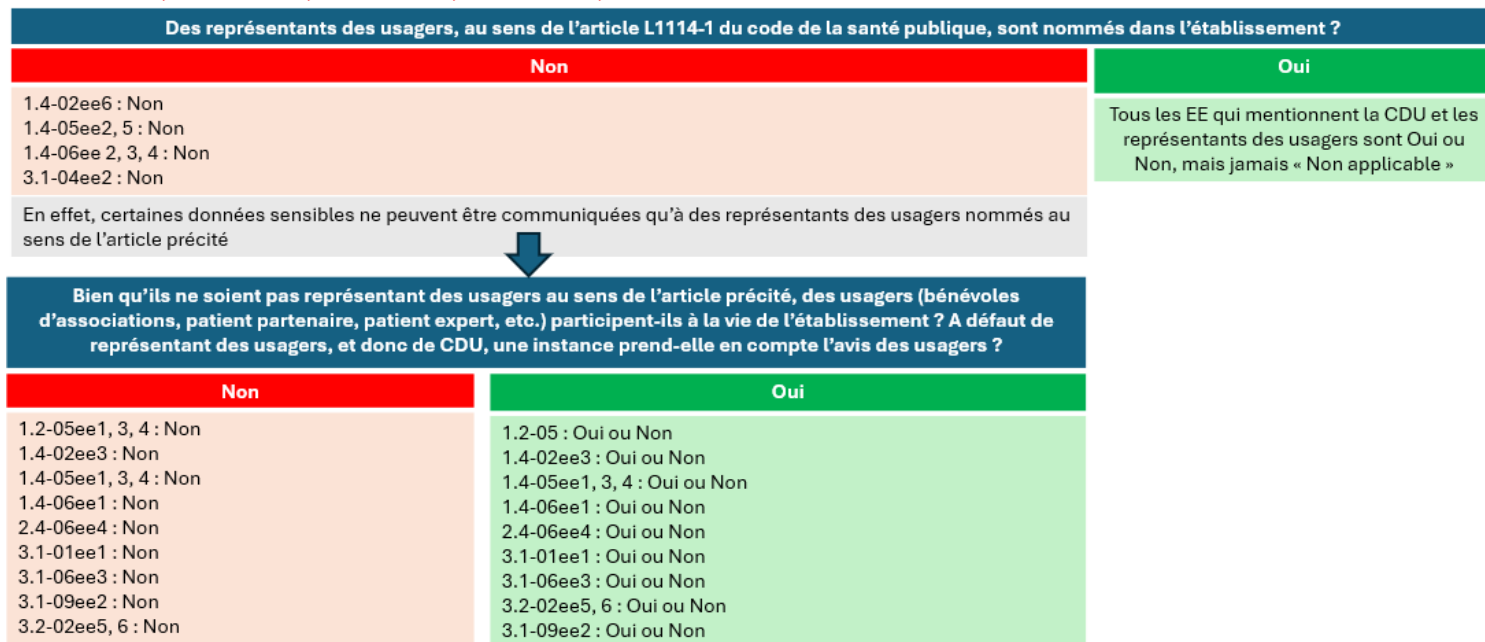 Des représentants des usagers, au sens de l'article L1114-1 du code de la santé publique, sont nommés dans l'établissement ?
Non
1.4-02ee6 : Non
1.4-05ee2, 5 : Non
1.4-06ee 2, 3, 4 : Non
3.1-04ee2 : Non
En effet, certaines données sensibles ne peuvent être communiquées qu'à des représentants des usagers nommés au
sens de l'article précité
Oui
Tous les EE qui mentionnent la CDU et les
représentants des usagers sont Oui ou
Non, mais jamais « Non applicable »
Bien qu'ils ne soient pas représentant des usagers au sens de l'article précité, des usagers (bénévoles
d'associations, patient partenaire, patient expert, etc.) participent-ils à la vie de l'établissement ? A défaut de
représentant des usagers, et donc de CDU, une instance prend-elle en compte l'avis des usagers ?
Non
1.2-05ee1, 3, 4 : Non
1.4-02ee3 : Non
1.4-05ee1, 3, 4 : Non
1.4-06ee1 : Non
2.4-06ee4 : Non
3.1-01ee1 : Non
3.1-06ee3 : Non
3.1-09ee2 : Non
3.2-02ee5, 6 : Non
Oui
1.2-05 : Oui ou Non
1.4-02ee3 : Oui ou Non
1.4-05ee1, 3, 4 : Oui ou Non
1.4-06ee1 : Oui ou Non
2.4-06ee4 : Oui ou Non
3.1-01ee1 : Oui ou Non
3.1-06ee3 : Oui ou Non
3.2-02ee5, 6 : Oui ou Non
3.1-09ee2 : Oui ou Non